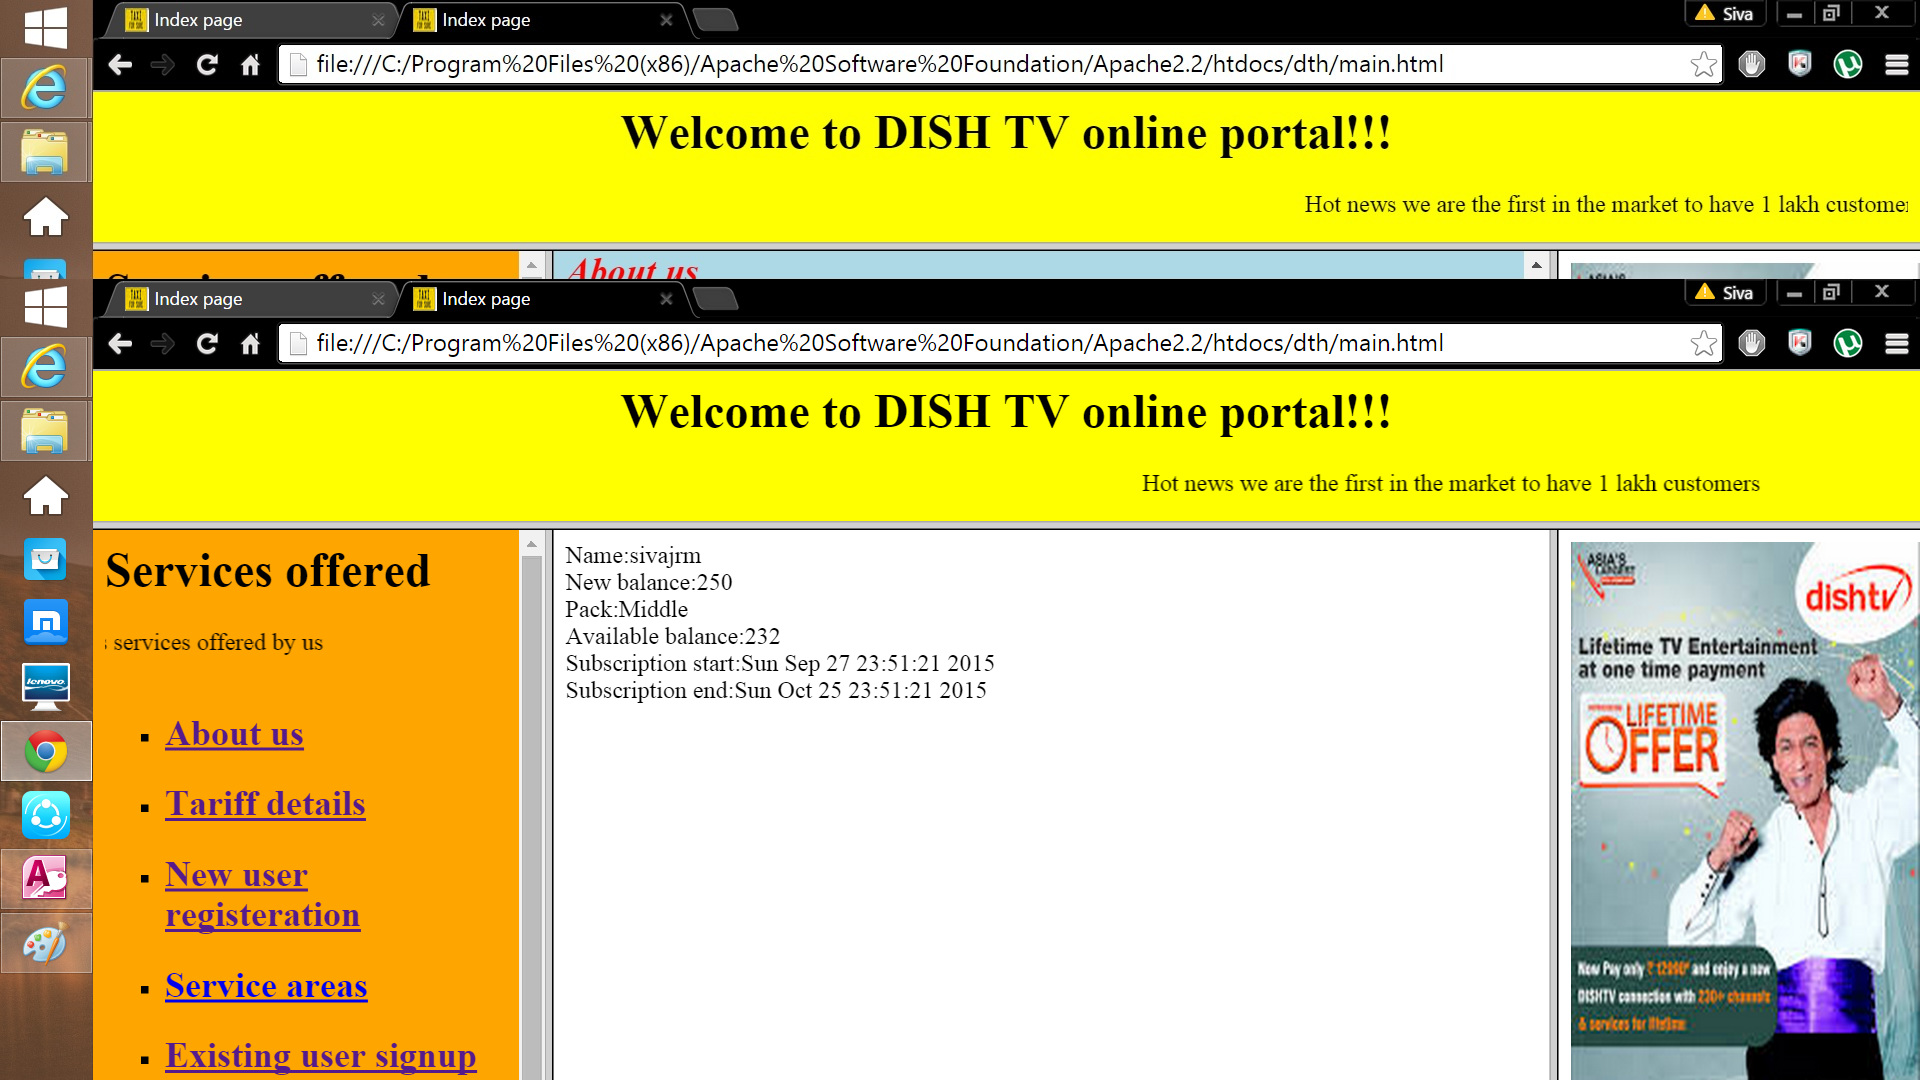 Index page
Index page
Siva
file:///C:/Program%20Files%20(x86)/Apache%20Software%20Foundation/Apache2.2/htdocs/dth/main.html
Welcome to DISH TV online portal!!!
Hot news we are the first in the market to have 1 lakh customer
Services offered
About us
Index page
Index page
Siva
file:///C:/Program%20Files%20(x86)/Apache%20Software%20Foundation/Apache2.2/htdocs/dth/main.html
Welcome to DISH TV online portal!!!
Hot news we are the first in the market to have 1 lakh customers
Services offered
services offered by us
About us
Tariff details
New user
registeration
Service areas
Existing user signup
Name:sivajrm
New balance:250
Pack:Middle
Available balance:232
Subscription start:Sun Sep 27 23:51:21 2015
Subscription end:Sun Oct 25 23:51:21 2015
ASIA'S
LARGEST
dishtv
Lifetime TV Entertainment
at one time payment
LIFETIME
OFFER
Now Pay only and enjoy a new
DISHTV connection with 230+ channels
& services for lifetime
lenovo